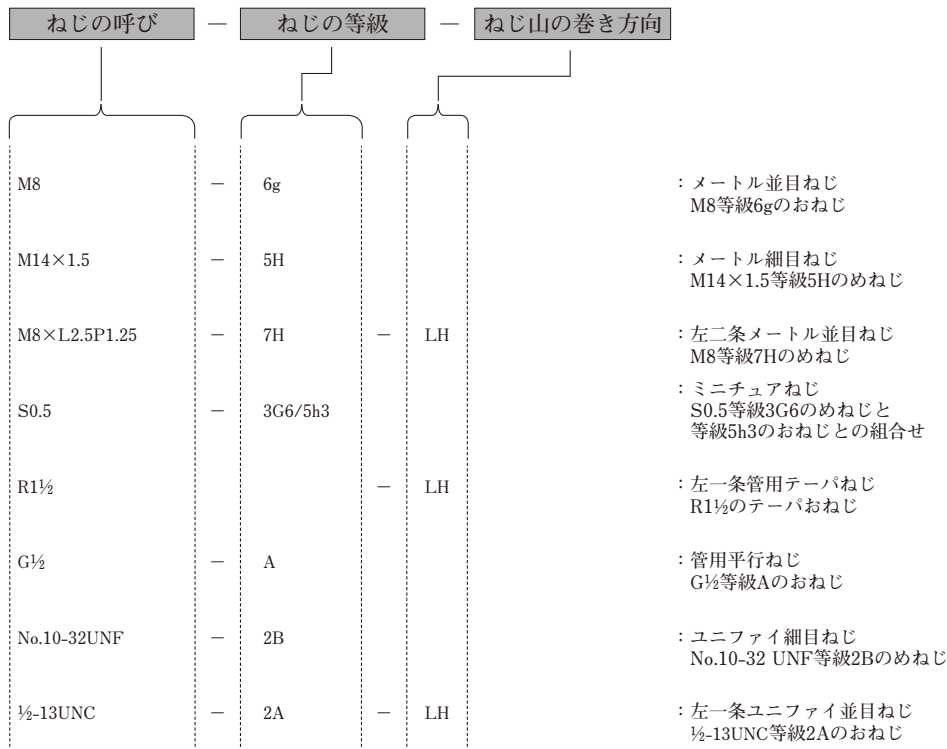 ねじの呼び － ねじの等級 － ねじ山の巻き方向
M8 － 6g ：メートル並目ねじ
M8等級6gのおねじ
M14×1.5 － 5H ：メートル細目ねじ
M14×1.5等級5Hのめねじ
M8×L2.5P1.25 － 7H － LH ：左二条メートル並目ねじ
M8等級7Hのめねじ
S0.5 － 3G6/5h3 ：ミニチュアねじ
S0.5等級3G6のめねじと
等級5h3のおねじとの組合せ
R1½ － LH ：左一条管用テーパねじ
R1½のテーパおねじ
G½ － A ：管用平行ねじ
G½等級Aのおねじ
No.10-32UNF － 2B ：ユニファイ細目ねじ
No.10-32 UNF等級2Bのめねじ
½-13UNC － 2A － LH ：左一条ユニファイ並目ねじ
½-13UNC等級2Aのおねじ